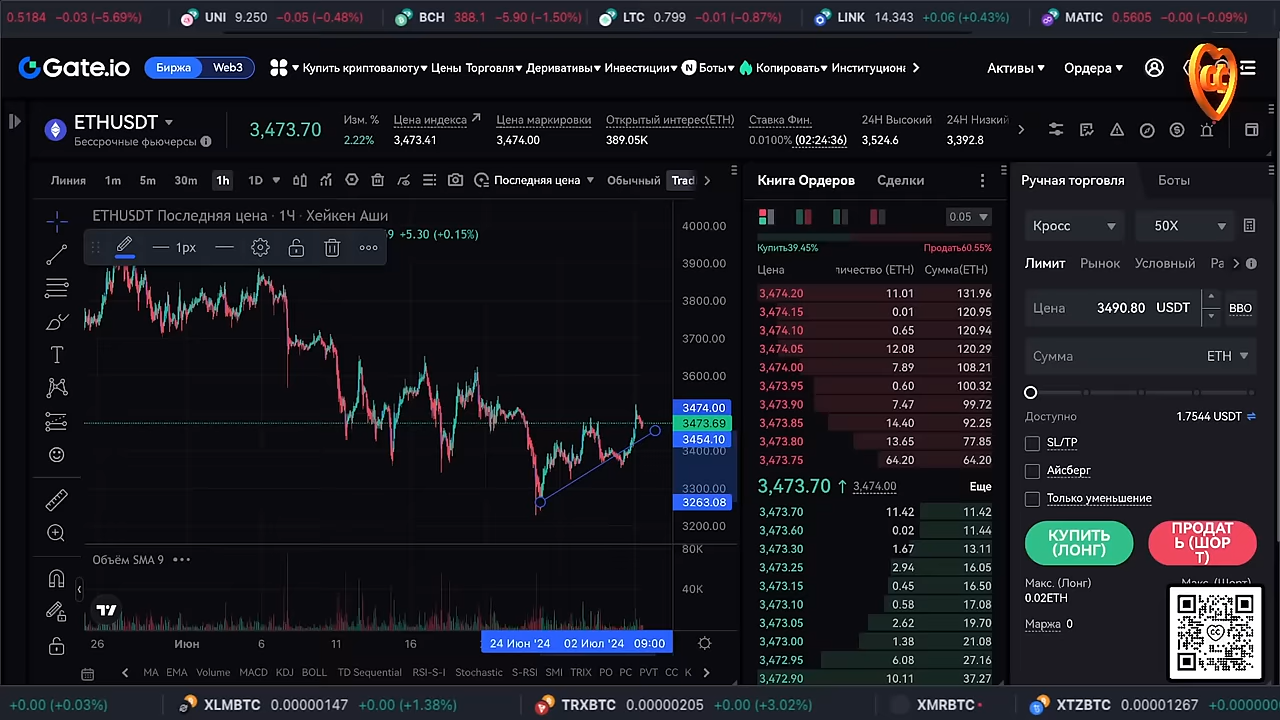 0.5184 -0.03 (-5.69%) UNI 9.250 -0.05 (-0.48%) BCH 388.1 -5.90 (-1.50%) LTC 0.799 -0.01 (-0.87%) LINK 14.343 +0.06 (+0.43%) MATIC 0.5605 -0.00 (-0.09%)
Gate.io Биржа Web3 Купить криптовалюту Цены Торговля Деривативы Инвестиции N Боты Копировать Институциона Активы Ордера
ETHUSDT
Бессрочные фьючерсы
3,473.70
Изм. %
2.22%
Цена индекса
3,473.41
Цена маркировки
3,474.00
Открытый интерес(ETH)
389.05K
Ставка Фин.
0.0100% (02:24:36)
24H Высокий
3,524.6
24H Низкий
3,392.8
Линия 1m 5m 30m 1h 1D Последняя цена Обычный Trad
ETHUSDT Последняя цена · 1Ч · Хейкен Аши
9 +5.30 (+0.15%)
1px
4000.00
3900.00
3800.00
3700.00
3600.00
3474.00
3473.69
3454.10
3400.00
3300.00
3263.08
3200.00
Объём SMA 9
80K
40K
26 Июн 6 11 16 24 Июн '24 02 Июл '24 09:00
MA EMA Volume MACD KDJ BOLL TD Sequential RSI-S-I Stochastic S-RSI SMI TRIX PO PC PVT CC K
Книга Ордеров Сделки
0.05
Купить39.45% Продать60.55%
Цена личество (ETH) Сумма(ETH)
3,474.20 11.01 131.96
3,474.15 0.01 120.95
3,474.10 0.65 120.94
3,474.05 12.08 120.29
3,474.00 7.89 108.21
3,473.95 0.60 100.32
3,473.90 7.47 99.72
3,473.85 14.40 92.25
3,473.80 13.65 77.85
3,473.75 64.20 64.20
3,473.70 ↑ 3,474.00 Еще
3,473.70 11.42 11.42
3,473.60 0.02 11.44
3,473.30 1.67 13.11
3,473.25 2.94 16.05
3,473.15 0.45 16.50
3,473.10 0.58 17.08
3,473.05 2.62 19.70
3,473.00 1.38 21.08
3,472.95 6.08 27.16
3,472.90 10.11 37.27
Ручная торговля Боты
Кросс 50X
Лимит Рынок Условный Ра
Цена 3490.80 USDT BBO
Сумма ETH
Доступно 1.7544 USDT
SL/TP
Айсберг
Только уменьшение
КУПИТЬ
(ЛОНГ)
ПРОДАТ
Ь (ШОР
Т)
Макс. (Лонг) Макс. (Шорт)
0.02ETH
Маржа 0
+0.00 (+0.03%) XLMBTC 0.00000147 +0.00 (+1.38%) TRXBTC 0.00000205 +0.00 (+3.02%) XMRBTC XTZBTC 0.00001267 +0.000000